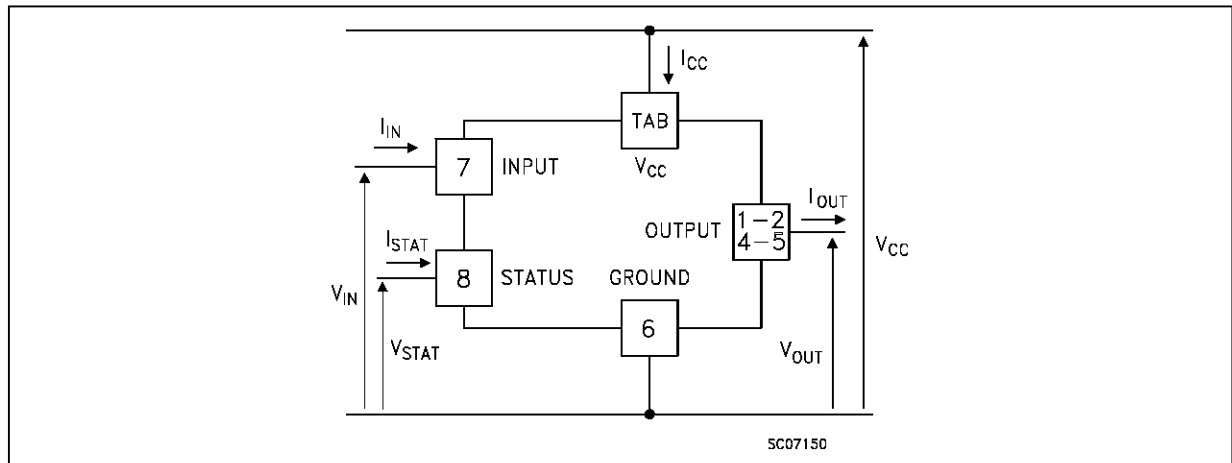 I_CC
TAB
V_CC
I_IN
7
INPUT
I_OUT
1-2
4-5
OUTPUT
V_CC
I_STAT
8
STATUS
GROUND
6
V_IN
V_STAT
V_OUT
SC07150